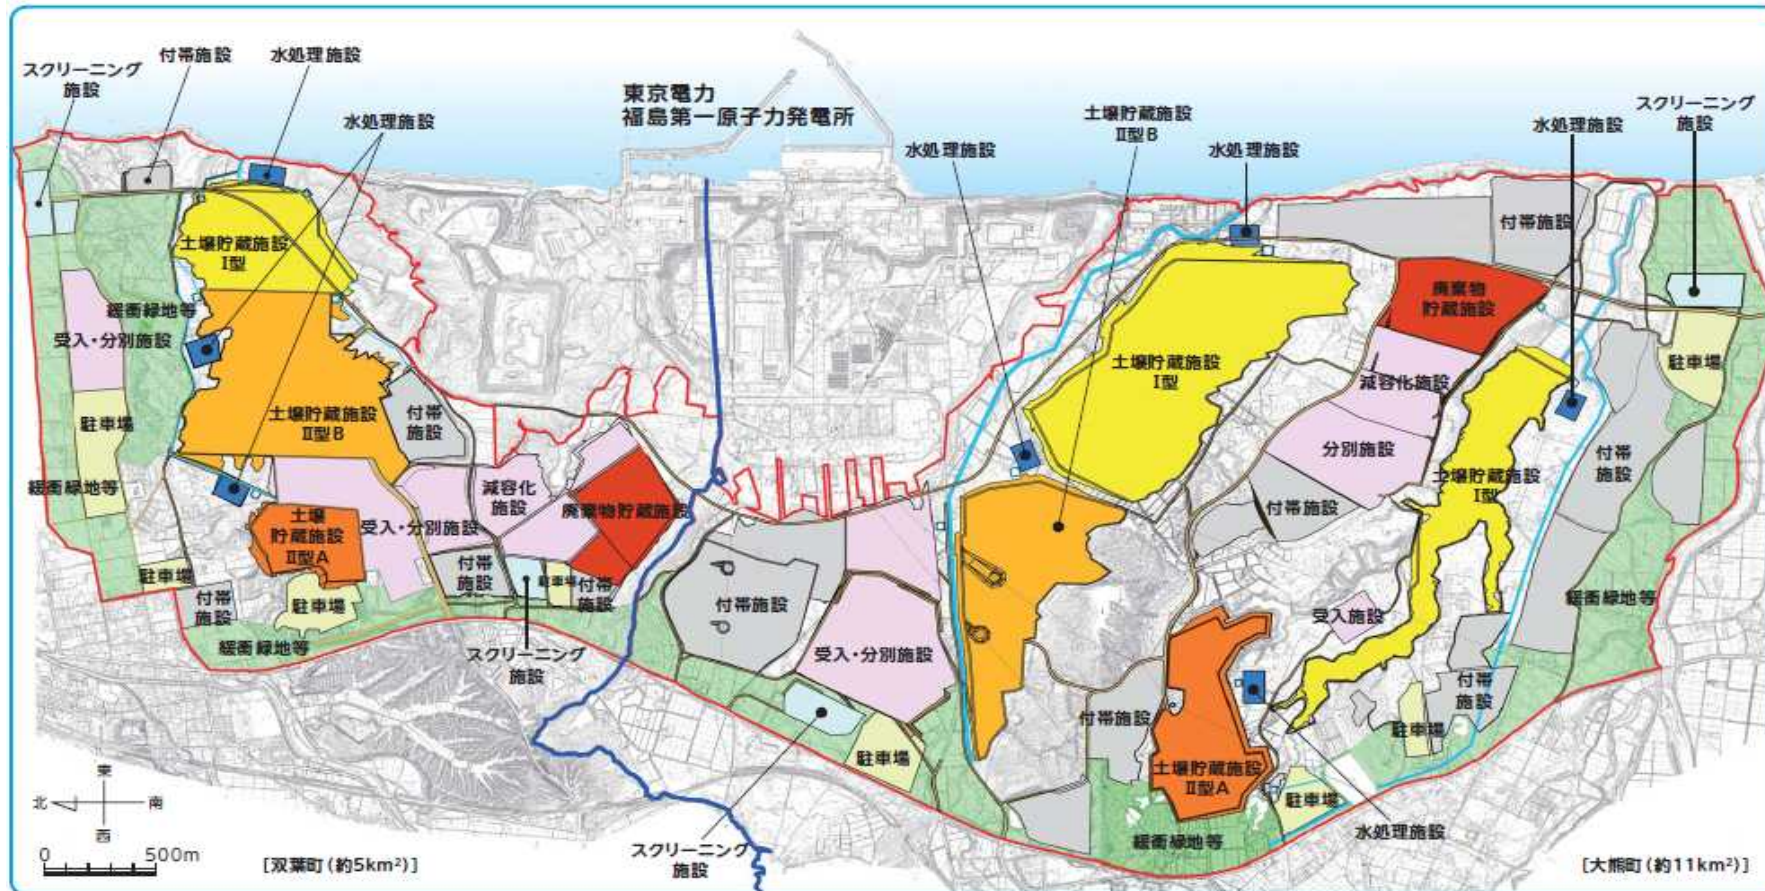 付帯施設
水処理施設
スクリーニング
施設
水処理施設
東京電力
福島第一原子力発電所
土壌貯蔵施設
Ⅱ型B
水処理施設
水処理施設
水処理施設
スクリーニング
施設
土壌貯蔵施設
Ⅰ型
緩衝緑地等
受入・分別施設
駐車場
緩衝緑地等
土壌貯蔵施設
Ⅱ型B
付帯
施設
土壌
貯蔵施設
Ⅱ型A
受入・分別施設
減容化
施設
廃棄物貯蔵施設
駐車場
付帯
施設
駐車場
緩衝緑地等
付帯
施設
駐車場
付帯
施設
スクリーニング
施設
付帯施設
受入・分別施設
駐車場
スクリーニング
施設
土壌貯蔵施設
Ⅰ型
付帯施設
廃棄物
貯蔵施設
減容化施設
分別施設
付帯施設
土壌貯蔵施設
Ⅰ型
駐車場
付帯
施設
受入施設
緩衝緑地等
付帯
施設
駐車場
付帯施設
土壌貯蔵施設
Ⅱ型A
駐車場
緩衝緑地等
水処理施設
東
北
南
西
0 500m
[双葉町(約5km²)]
[大熊町(約11km²)]